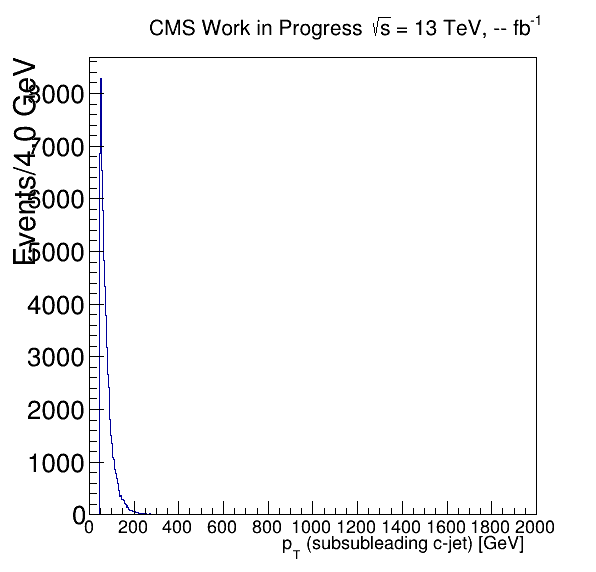 CMS Work in Progress √s = 13 TeV, -- fb⁻¹
Events/4.0 GeV
8000
7000
6000
5000
4000
3000
2000
1000
0
0 200 400 600 800 1000 1200 1400 1600 1800 2000
p_T (subsubleading c-jet) [GeV]